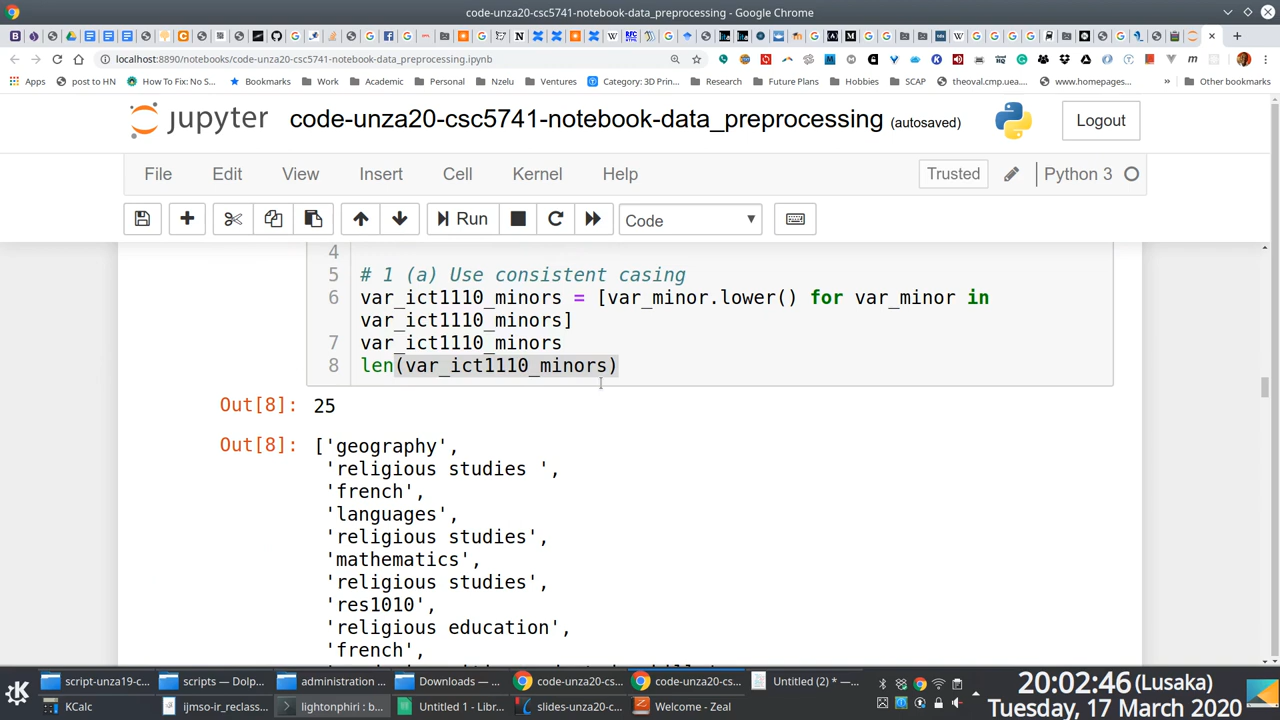 code-unza20-csc5741-notebook-data_preprocessing - Google Chrome
localhost:8890/notebooks/code-unza20-csc5741-notebook-data_preprocessing.ipynb
Apps post to HN How To Fix: No S... Bookmarks Work Academic Personal Nzelu Ventures Category: 3D Prin... Research Future Plans Hobbies SCAP theoval.cmp.uea.... www.homepages... » Other bookmarks
jupyter code-unza20-csc5741-notebook-data_preprocessing (autosaved) Logout
File Edit View Insert Cell Kernel Help Trusted Python 3
Run Code
4
5 # 1 (a) Use consistent casing
6 var_ict1110_minors = [var_minor.lower() for var_minor in
var_ict1110_minors]
7 var_ict1110_minors
8 len(var_ict1110_minors)
Out[8]: 25
Out[8]: ['geography',
'religious studies ',
'french',
'languages',
'religious studies',
'mathematics',
'religious studies',
'res1010',
'religious education',
'french',
script-unza19-c... scripts — Dolp... administration ... Downloads — ... code-unza20-cs... code-unza20-cs... Untitled (2) * —...
KCalc ijmso-ir_reclass... lightonphiri : b... Untitled 1 - Libr... slides-unza20-c... Welcome - Zeal
20:02:46 (Lusaka)
Tuesday, 17 March 2020